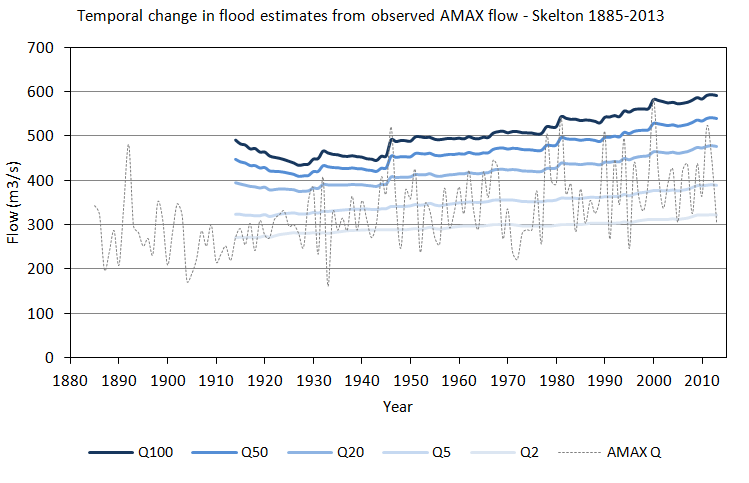 Temporal change in flood estimates from observed AMAX flow - Skelton 1885-2013
700
600
500
400
300
200
100
0
Flow (m3/s)
1880 1890 1900 1910 1920 1930 1940 1950 1960 1970 1980 1990 2000 2010
Year
Q100 Q50 Q20 Q5 Q2 AMAX Q